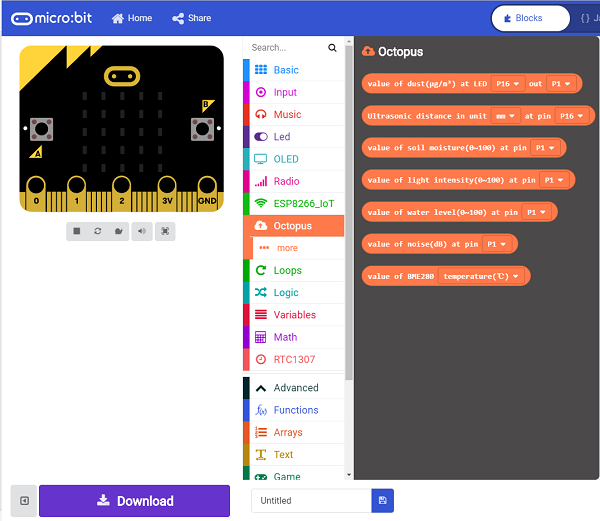 micro:bit Home Share Blocks { } Ja
Search...
Basic
Input
Music
Led
OLED
Radio
ESP8266_IoT
Octopus
more
Loops
Logic
Variables
Math
RTC1307
Advanced
Functions
Arrays
Text
Game
Octopus
value of dust(μg/m³) at LED P16 out P1
Ultrasonic distance in unit mm at pin P16
value of soil moisture(0~100) at pin P1
value of light intensity(0~100) at pin P1
value of water level(0~100) at pin P1
value of noise(dB) at pin P1
value of BME280 temperature(℃)
B
A
0 1 2 3V GND
Download
Untitled